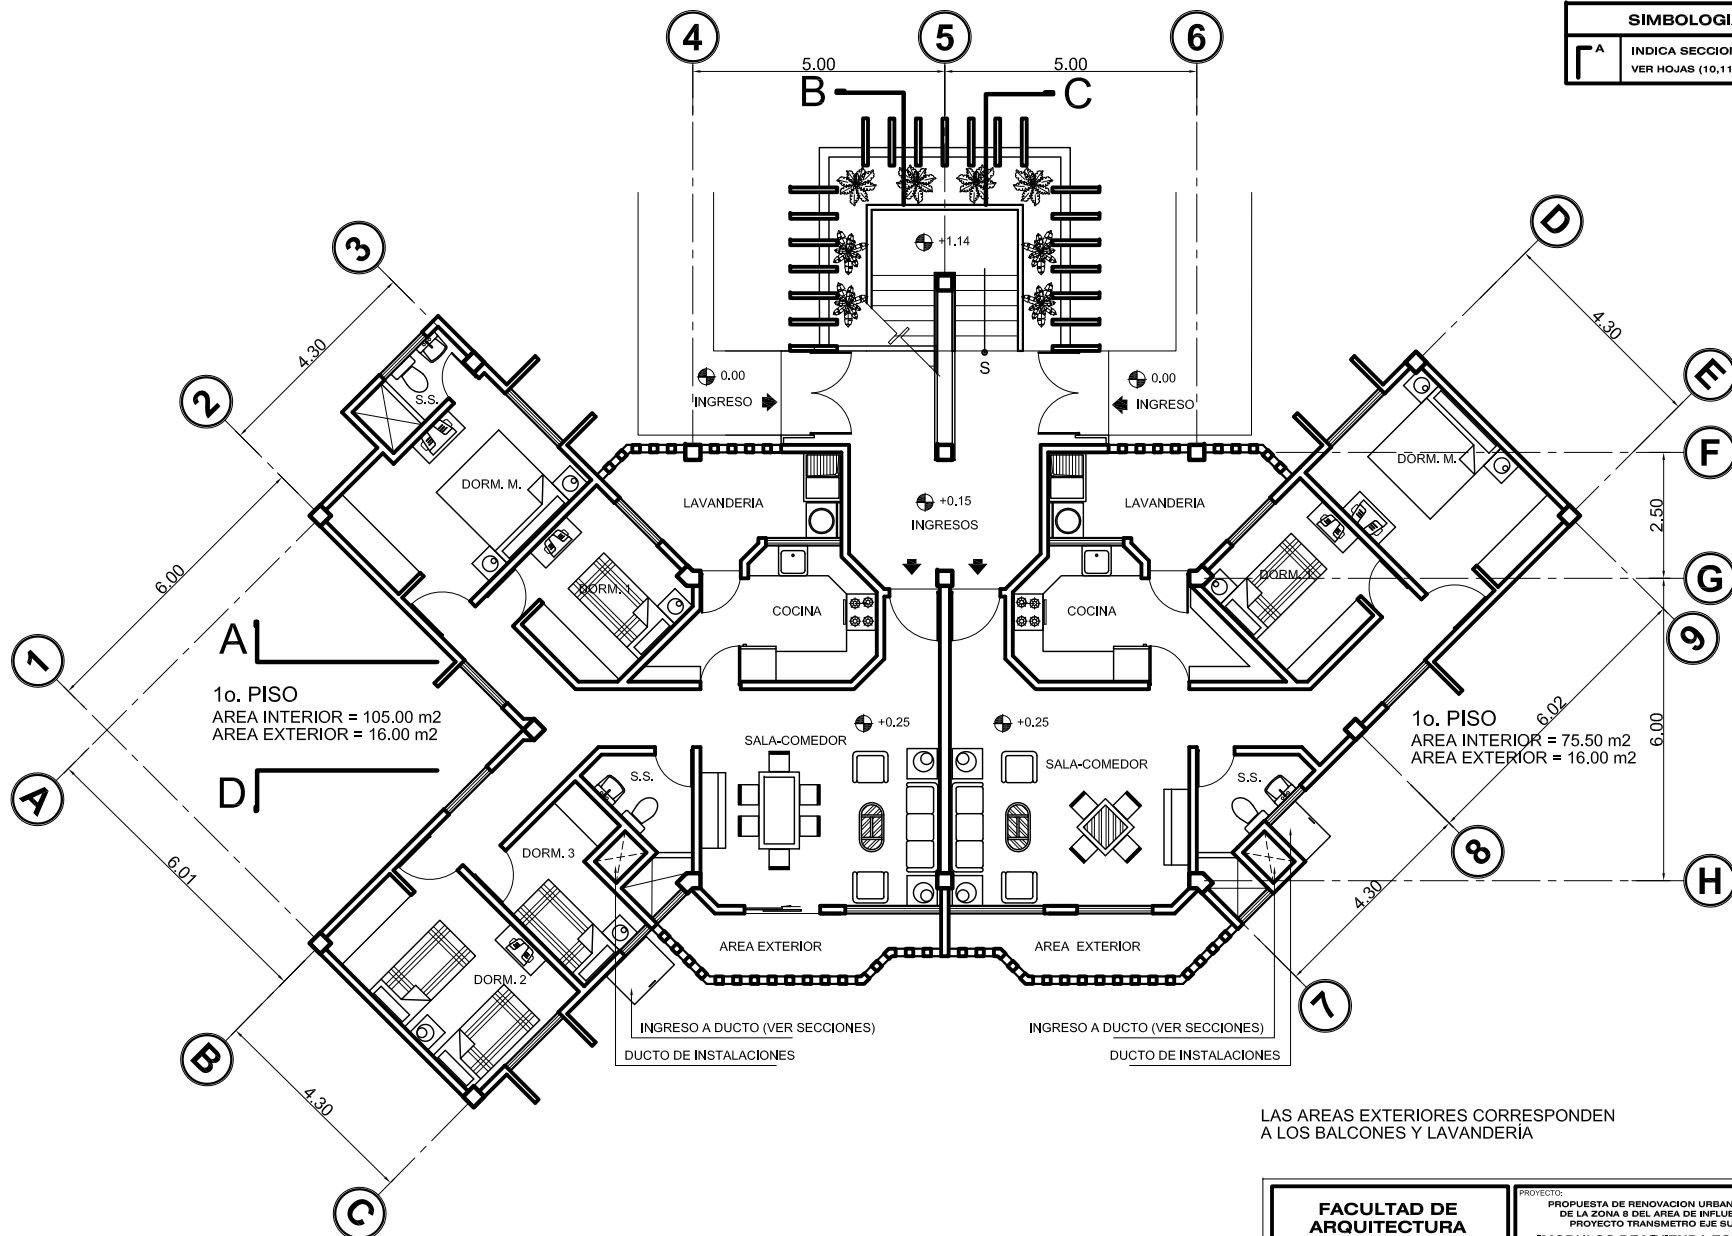 SIMBOLOGI
A
INDICA SECCION
VER HOJAS (10,11
4
5
6
5.00
5.00
B
C
+1.14
S
3
2
1
A
4.30
6.00
6.01
4.30
B
C
D
E
F
G
H
9
8
7
4.30
2.50
6.00
6.02
4.30
0.00
INGRESO
0.00
INGRESO
+0.15
INGRESOS
S.S.
DORM. M.
DORM. 1
LAVANDERIA
COCINA
LAVANDERIA
COCINA
DORM. M.
DORM. 1
A
1o. PISO
AREA INTERIOR = 105.00 m2
AREA EXTERIOR = 16.00 m2
D
+0.25
SALA-COMEDOR
+0.25
SALA-COMEDOR
1o. PISO
AREA INTERIOR = 75.50 m2
AREA EXTERIOR = 16.00 m2
S.S.
S.S.
DORM. 3
DORM. 2
AREA EXTERIOR
AREA EXTERIOR
INGRESO A DUCTO (VER SECCIONES)
DUCTO DE INSTALACIONES
INGRESO A DUCTO (VER SECCIONES)
DUCTO DE INSTALACIONES
LAS AREAS EXTERIORES CORRESPONDEN
A LOS BALCONES Y LAVANDERÍA
FACULTAD DE
ARQUITECTURA
PROYECTO:
PROPUESTA DE RENOVACION URBAN
DE LA ZONA 8 DEL AREA DE INFLUE
PROYECTO TRANSMETRO EJE SU